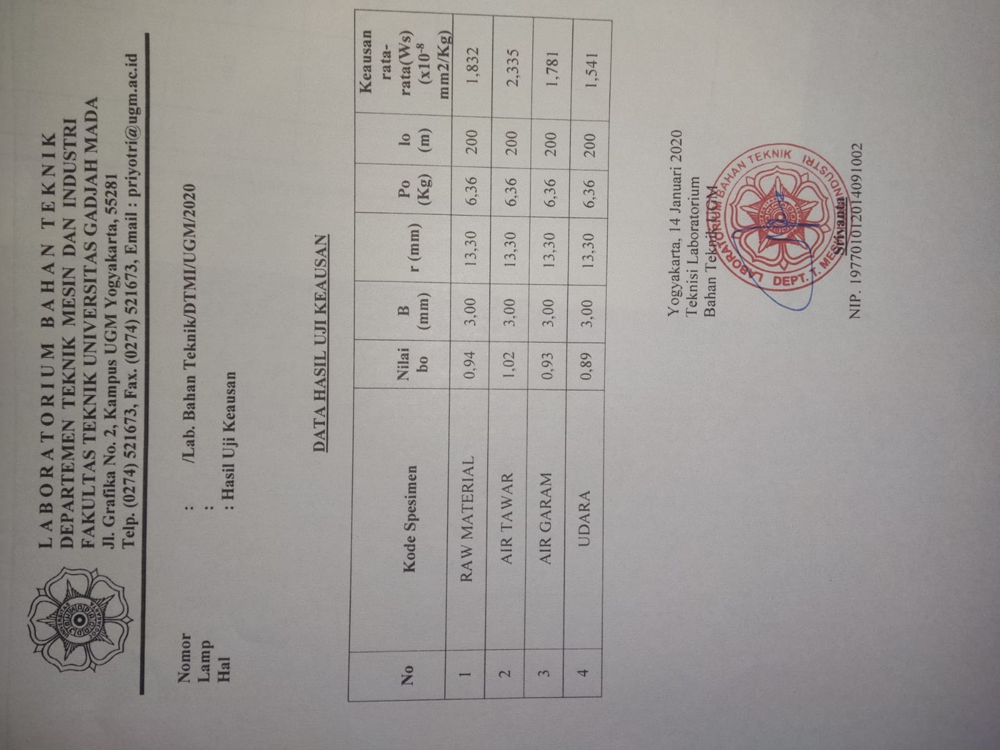 LABORATORIUM BAHAN TEKNIK
DEPARTEMEN TEKNIK MESIN DAN INDUSTRI
FAKULTAS TEKNIK UNIVERSITAS GADJAH MADA
Jl. Grafika No. 2, Kampus UGM Yogyakarta, 55281
Telp. (0274) 521673, Fax. (0274) 521673, Email : priyotri@ugm.ac.id
UNIVERSITAS GADJAH MADA
Nomor : /Lab. Bahan Teknik/DTMI/UGM/2020
Lamp :
Hal : Hasil Uji Keausan
DATA HASIL UJI KEAUSAN
No Kode Spesimen Nilai bo B (mm) r (mm) Po (Kg) lo (m) Keausan rata-rata(Ws) (x10⁻⁸ mm2/Kg)
1 RAW MATERIAL 0,94 3,00 13,30 6,36 200 1,832
2 AIR TAWAR 1,02 3,00 13,30 6,36 200 2,335
3 AIR GARAM 0,93 3,00 13,30 6,36 200 1,781
4 UDARA 0,89 3,00 13,30 6,36 200 1,541
Yogyakarta, 14 Januari 2020
Teknisi Laboratorium
Bahan Teknik UGM
LABORATORIUM BAHAN TEKNIK
DEPT. T. MESIN INDUSTRI
Srivanta
NIP. 197701012014091002